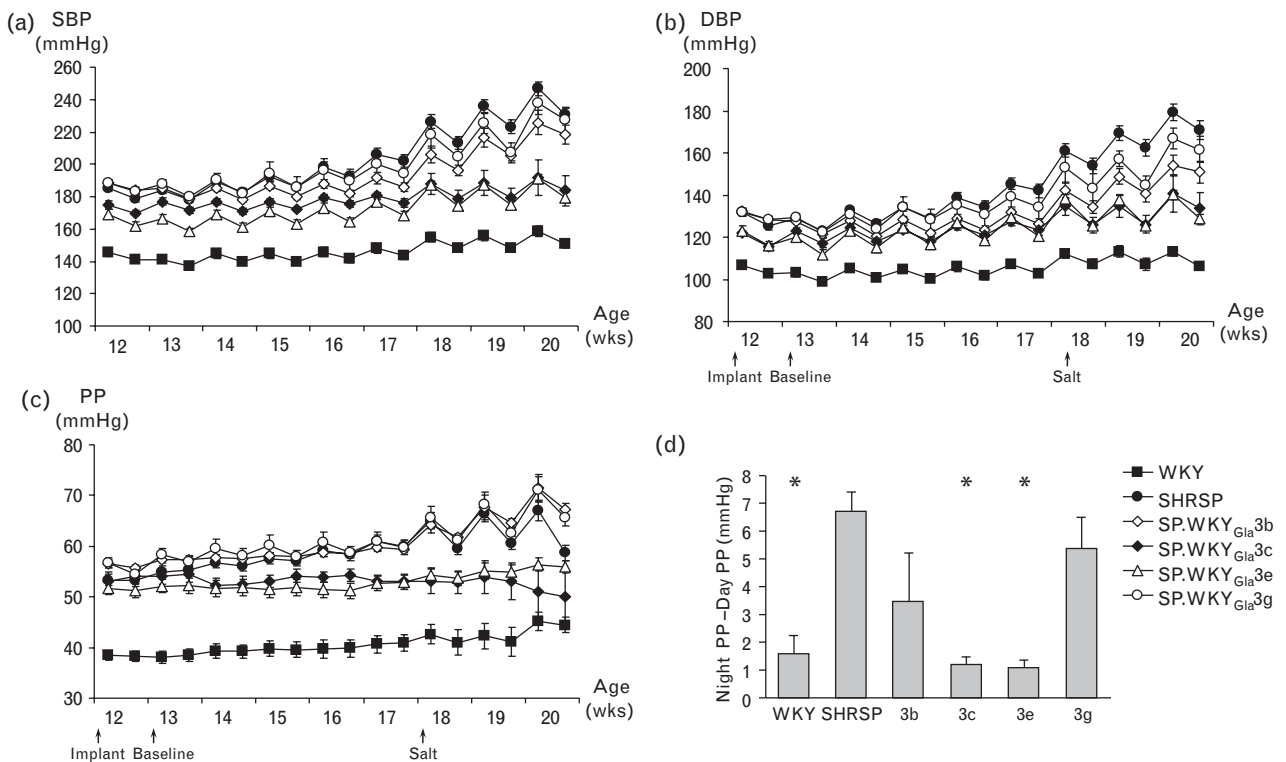 (a) SBP
(mmHg)
260
240
220
200
180
160
140
120
100
12 13 14 15 16 17 18 19 20
Age
(wks)
(b) DBP
(mmHg)
200
180
160
140
120
100
80
12 13 14 15 16 17 18 19 20
Age
(wks)
Implant Baseline Salt
(c) PP
(mmHg)
80
70
60
50
40
30
12 13 14 15 16 17 18 19 20
Age
(wks)
Implant Baseline Salt
(d)
Night PP–Day PP (mmHg)
8
7
6
5
4
3
2
1
0
* * *
WKY SHRSP 3b 3c 3e 3g
WKY
SHRSP
SP.WKYGla3b
SP.WKYGla3c
SP.WKYGla3e
SP.WKYGla3g